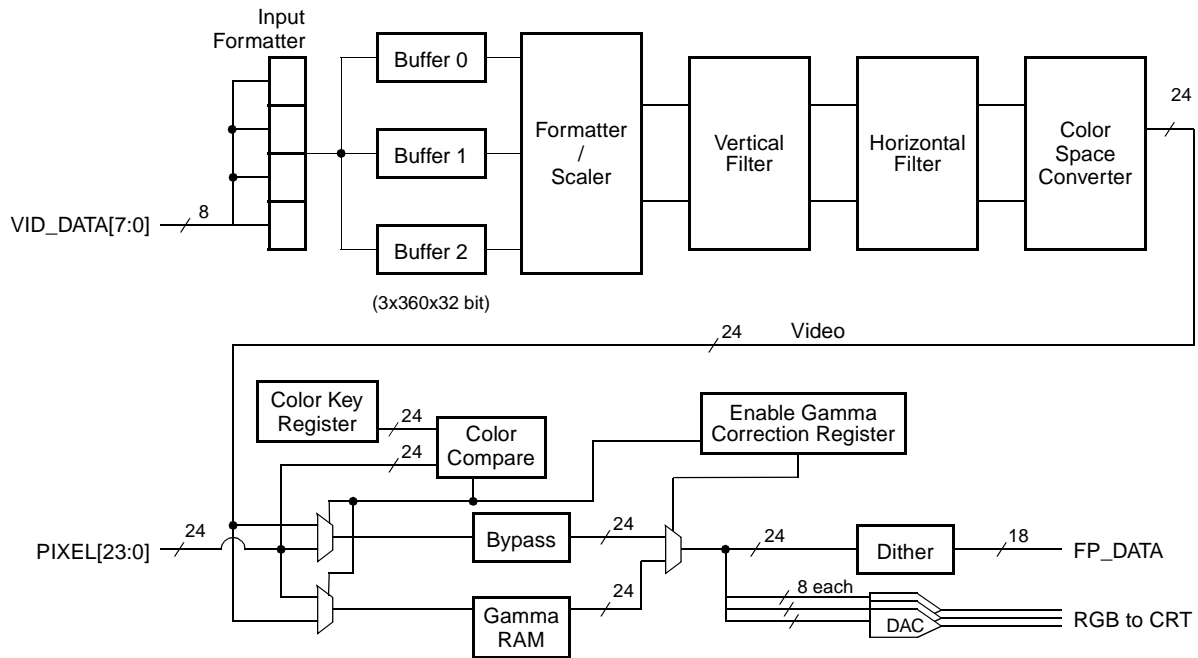 Input
Formatter
Buffer 0
Buffer 1
Buffer 2
(3x360x32 bit)
Formatter
/
Scaler
Vertical
Filter
Horizontal
Filter
Color
Space
Converter
24
VID_DATA[7:0]
8
24
Video
Color Key
Register
24
Color
Compare
24
Enable Gamma
Correction Register
PIXEL[23:0]
24
Bypass
24
24
Dither
18
FP_DATA
Gamma
RAM
24
8 each
DAC
RGB to CRT